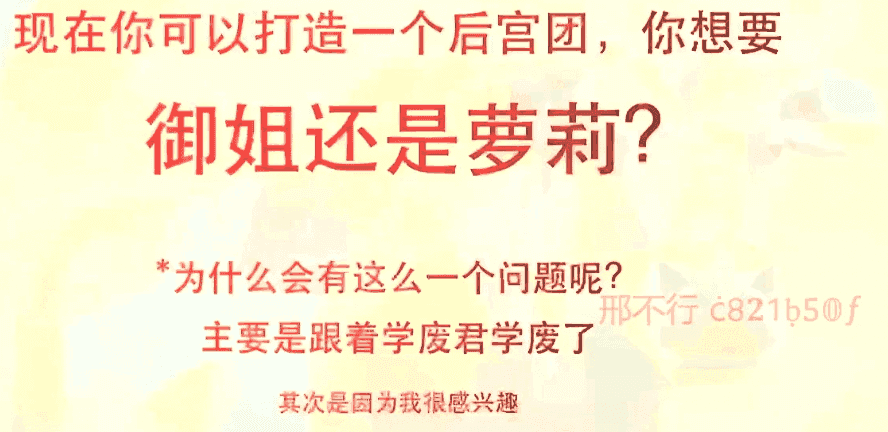 现在你可以打造一个后宫团，你想要
御姐还是萝莉？
*为什么会有这么一个问题呢？
邢不行 ċ821ḅ5𝟘ƒ
主要是跟着学废君学废了
其次是因为我很感兴趣